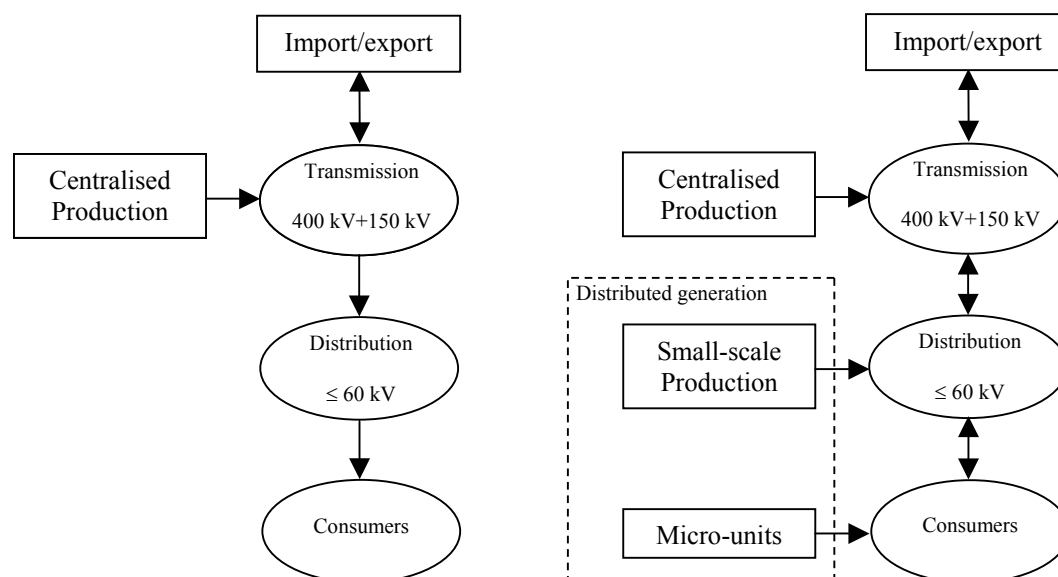 Import/export
Centralised
Production
Transmission
400 kV+150 kV
Distribution
≤ 60 kV
Consumers
Import/export
Centralised
Production
Transmission
400 kV+150 kV
Distributed generation
Small-scale
Production
Distribution
≤ 60 kV
Micro-units
Consumers